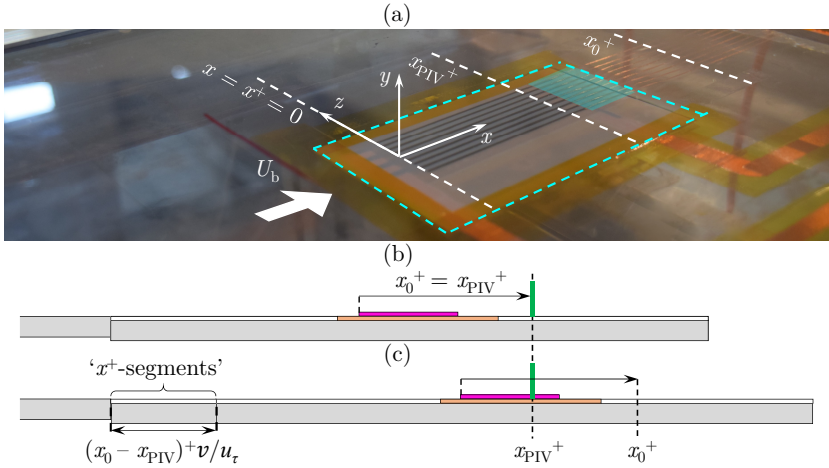 (a)
x₀⁺
x_PIV⁺
y
z
x = x⁺ = 0
x
U_b
(b)
x₀⁺ = x_PIV⁺
(c)
‘x⁺-segments’
(x₀ – x_PIV)⁺ν/u_τ
x_PIV⁺
x₀⁺